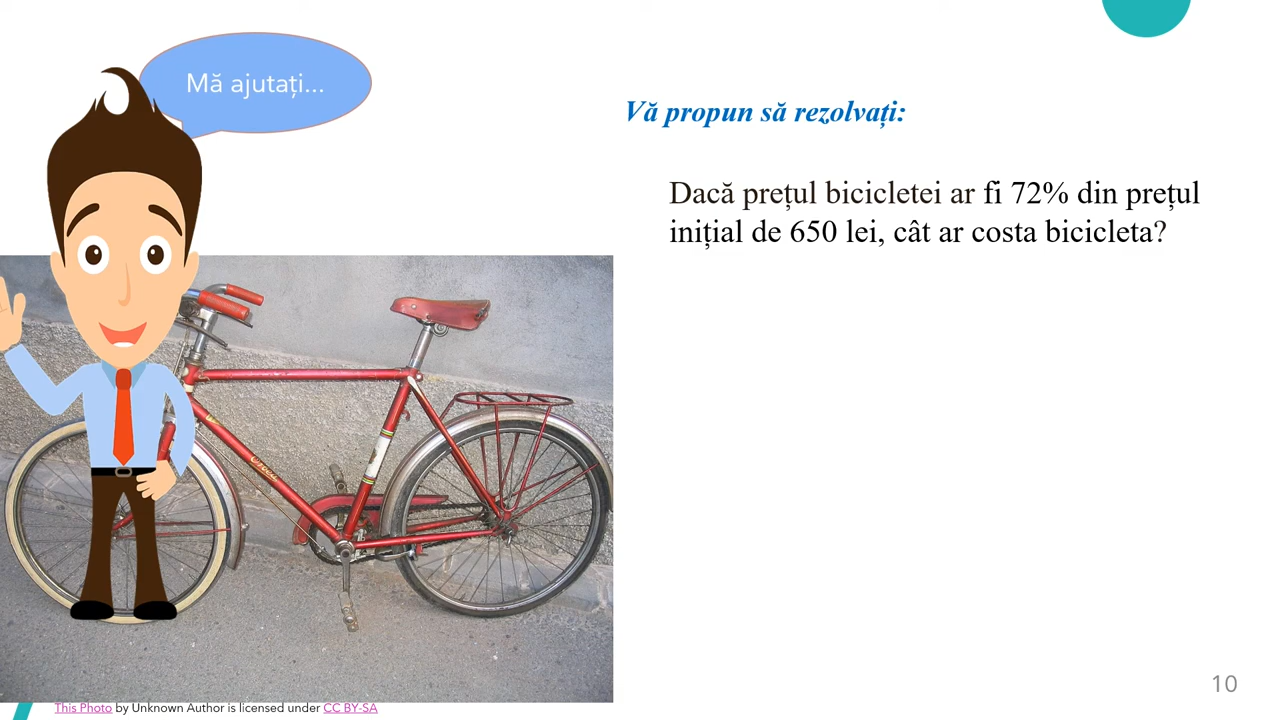 Mă ajutați...
Vă propun să rezolvați:
Dacă prețul bicicletei ar fi 72% din prețul
inițial de 650 lei, cât ar costa bicicleta?
This Photo by Unknown Author is licensed under CC BY-SA
10